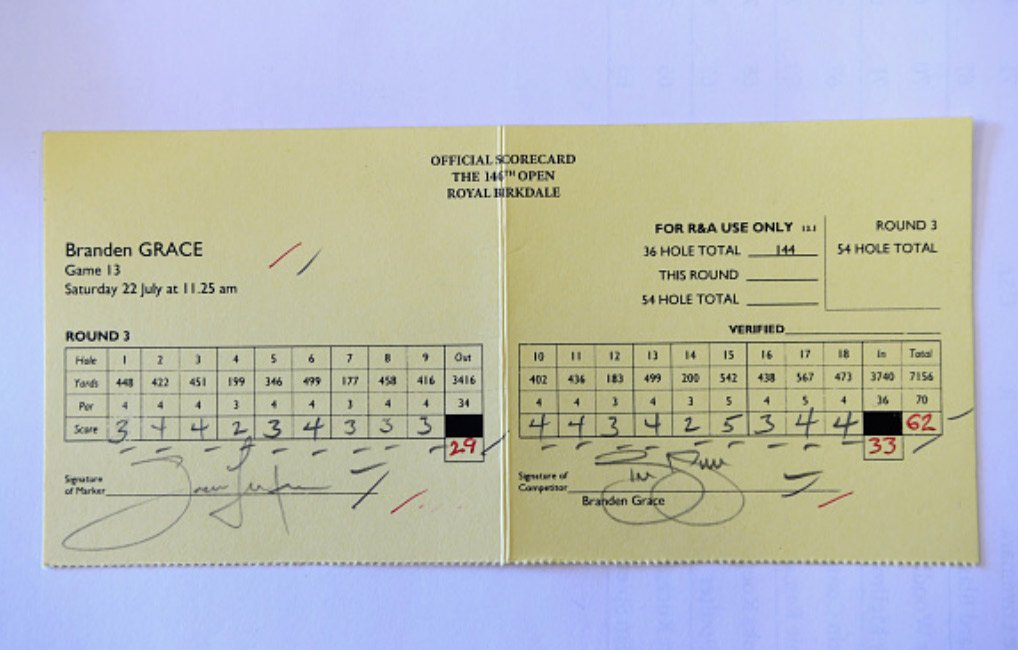 OFFICIAL SCORECARD
THE 146TH OPEN
ROYAL BIRKDALE
Branden GRACE
Game 13
Saturday 22 July at 11.25 am
FOR R&A USE ONLY 13.1
36 HOLE TOTAL 144
THIS ROUND
54 HOLE TOTAL
ROUND 3
54 HOLE TOTAL
VERIFIED
ROUND 3
Hole 1 2 3 4 5 6 7 8 9 Out
Yards 448 422 451 199 346 499 177 458 416 3416
Par 4 4 4 3 4 4 3 4 4 34
Score 3 4 4 2 3 4 3 3 3
29
10 11 12 13 14 15 16 17 18 In Total
402 436 183 499 200 542 438 567 473 3740 7156
4 4 3 4 3 5 4 5 4 36 70
4 4 3 4 2 5 3 4 4 62
33
Signature
of Marker
Signature of
Competitor
Branden Grace